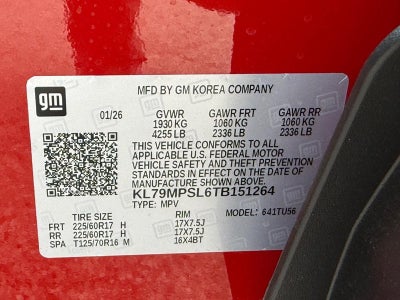 gm
MFD BY GM KOREA COMPANY
01/26 GVWR GAWR FRT GAWR RR
1930 KG 1060 KG 1060 KG
4255 LB 2336 LB 2336 LB
THIS VEHICLE CONFORMS TO ALL
APPLICABLE U.S. FEDERAL MOTOR
VEHICLE SAFETY AND THEFT PREVENTION
STANDARDS IN EFFECT ON THE DATE OF
MANUFACTURE SHOWN ABOVE.
KL79MPSL6TB151264
TYPE: MPV MODEL: 641TU56
TIRE SIZE RIM
FRT 225/60R17 H 17X7.5J
RR 225/60R17 H 17X7.5J
SPA T125/70R16 M 16X4BT